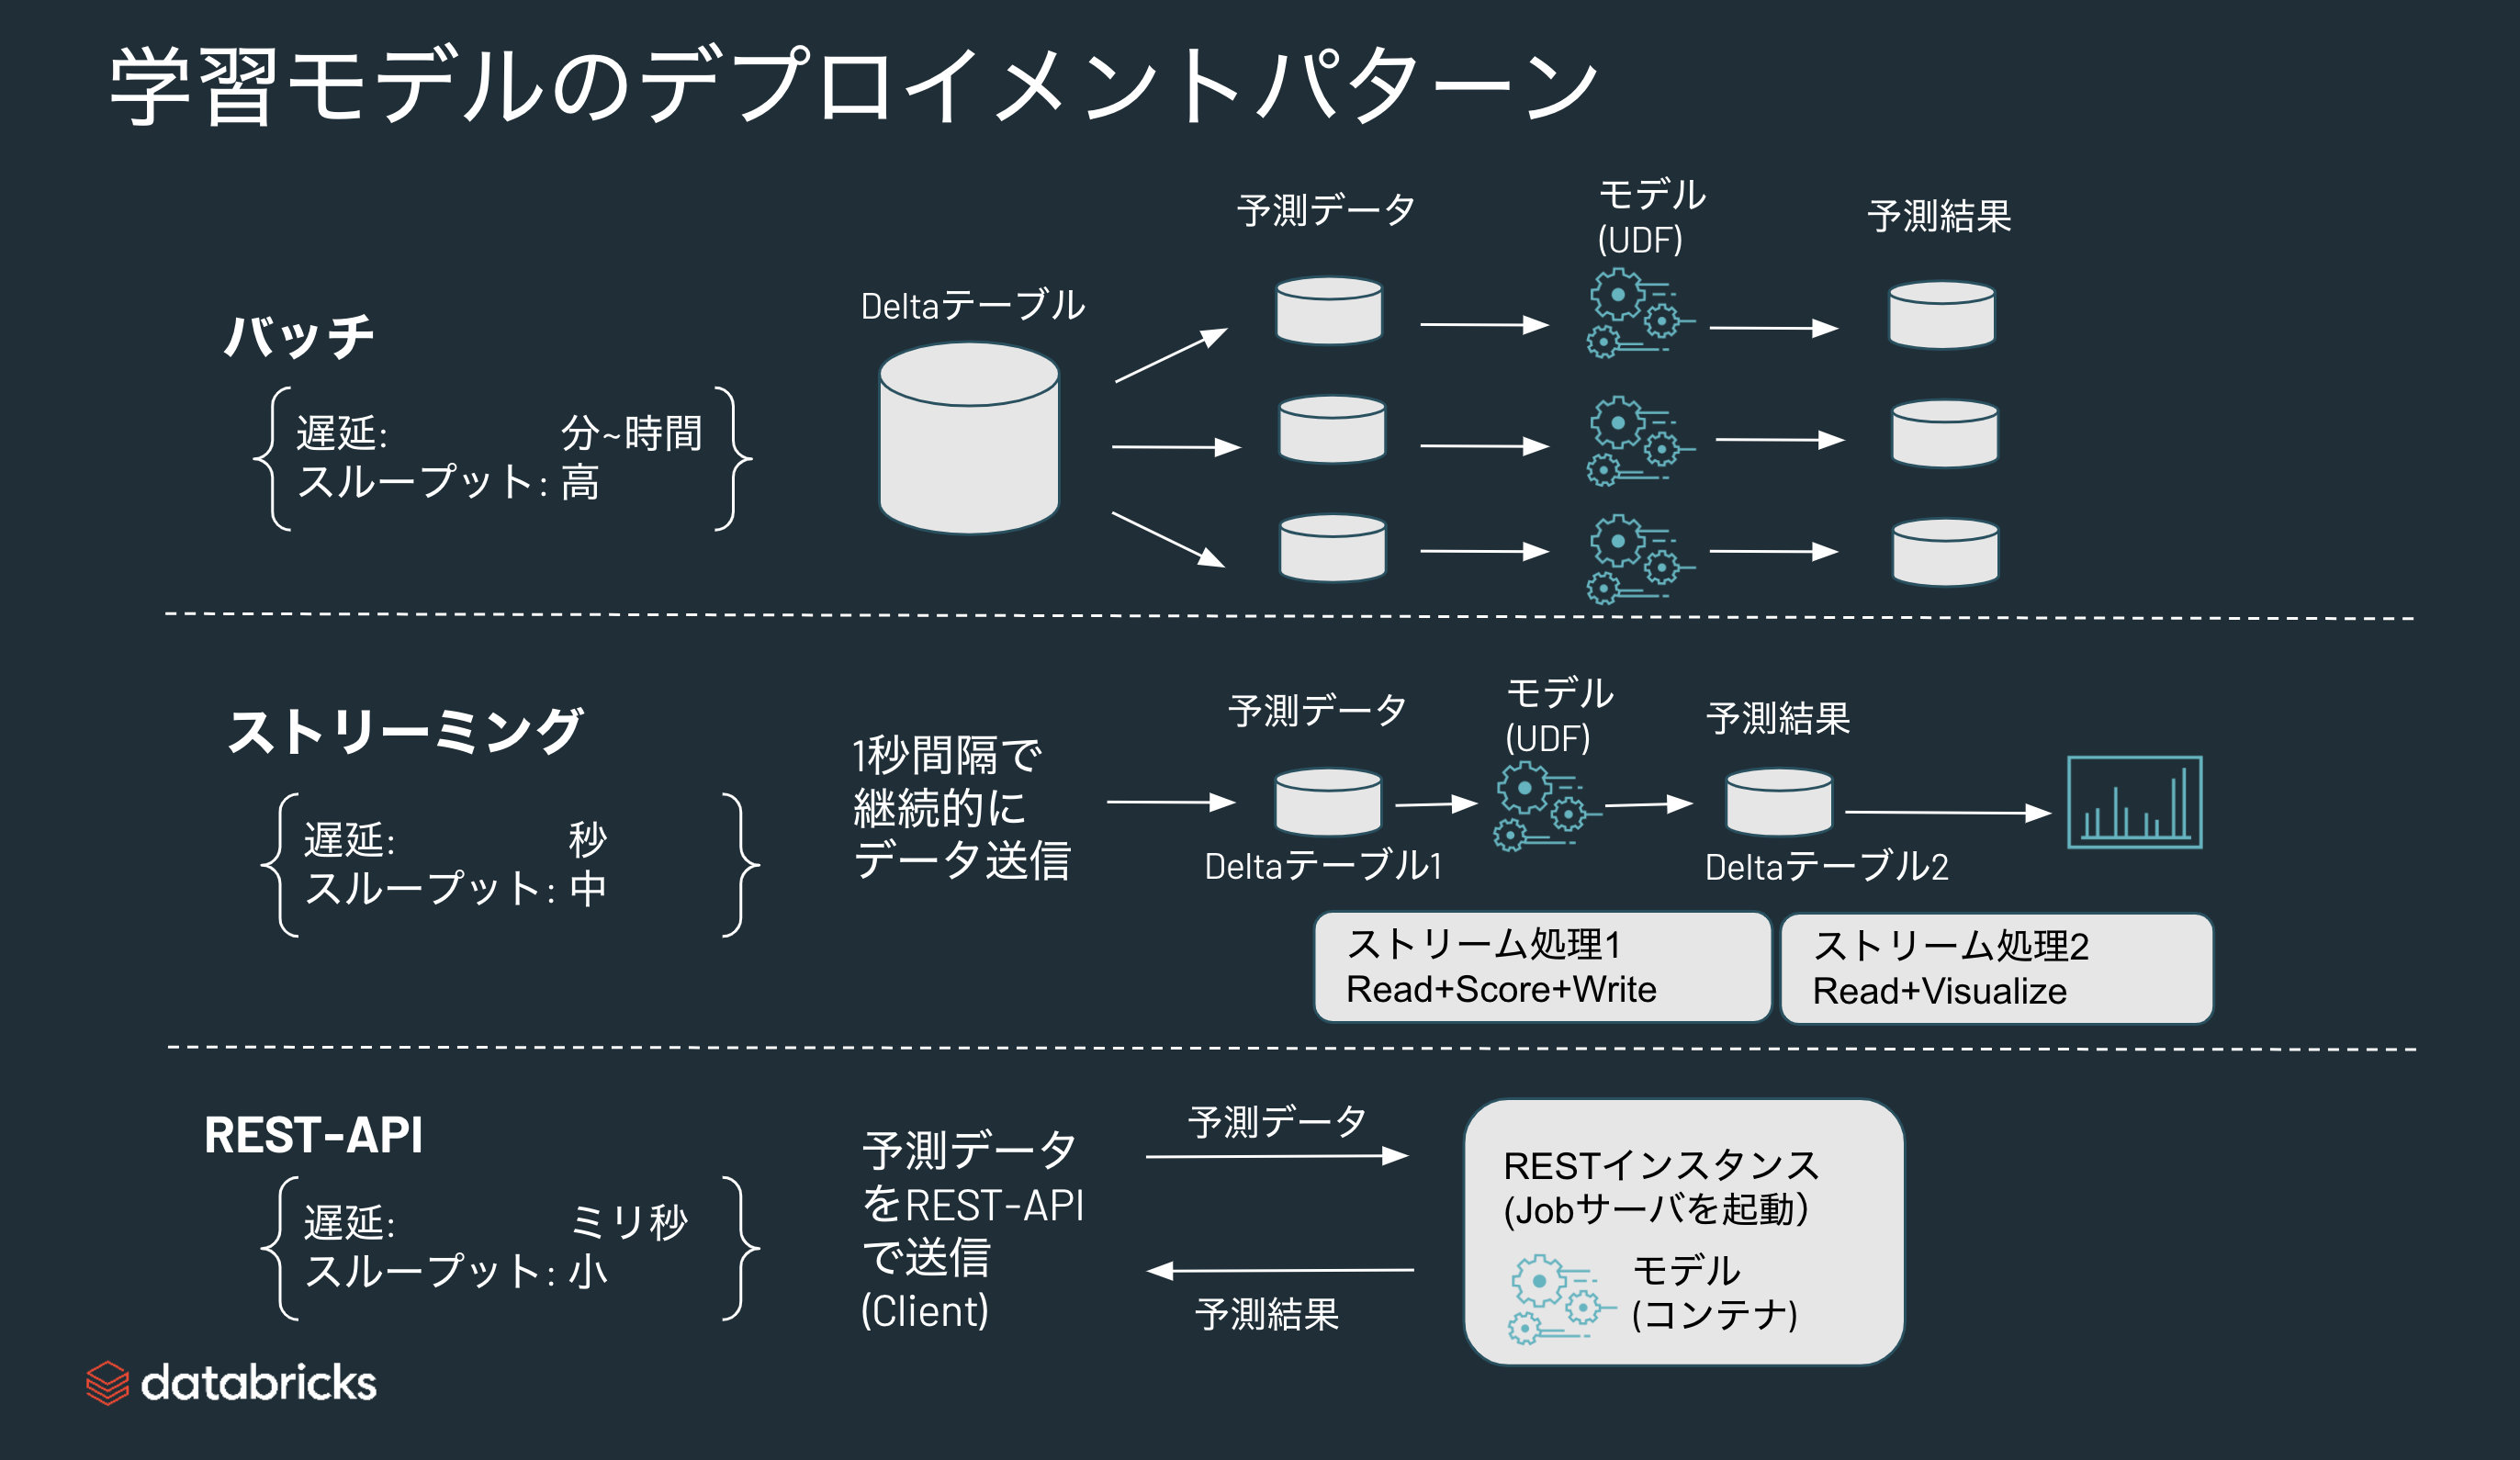 学習モデルのデプロイメントパターン
バッチ
遅延: 分~時間
スループット: 高
Deltaテーブル
予測データ
モデル
(UDF)
予測結果
ストリーミング
遅延: 秒
スループット: 中
1秒間隔で
継続的に
データ送信
予測データ
Deltaテーブル1
モデル
(UDF)
予測結果
Deltaテーブル2
ストリーム処理1
Read+Score+Write
ストリーム処理2
Read+Visualize
REST-API
遅延: ミリ秒
スループット: 小
予測データ
をREST-API
で送信
(Client)
予測データ
予測結果
RESTインスタンス
(Jobサーバを起動)
モデル
(コンテナ)
databricks